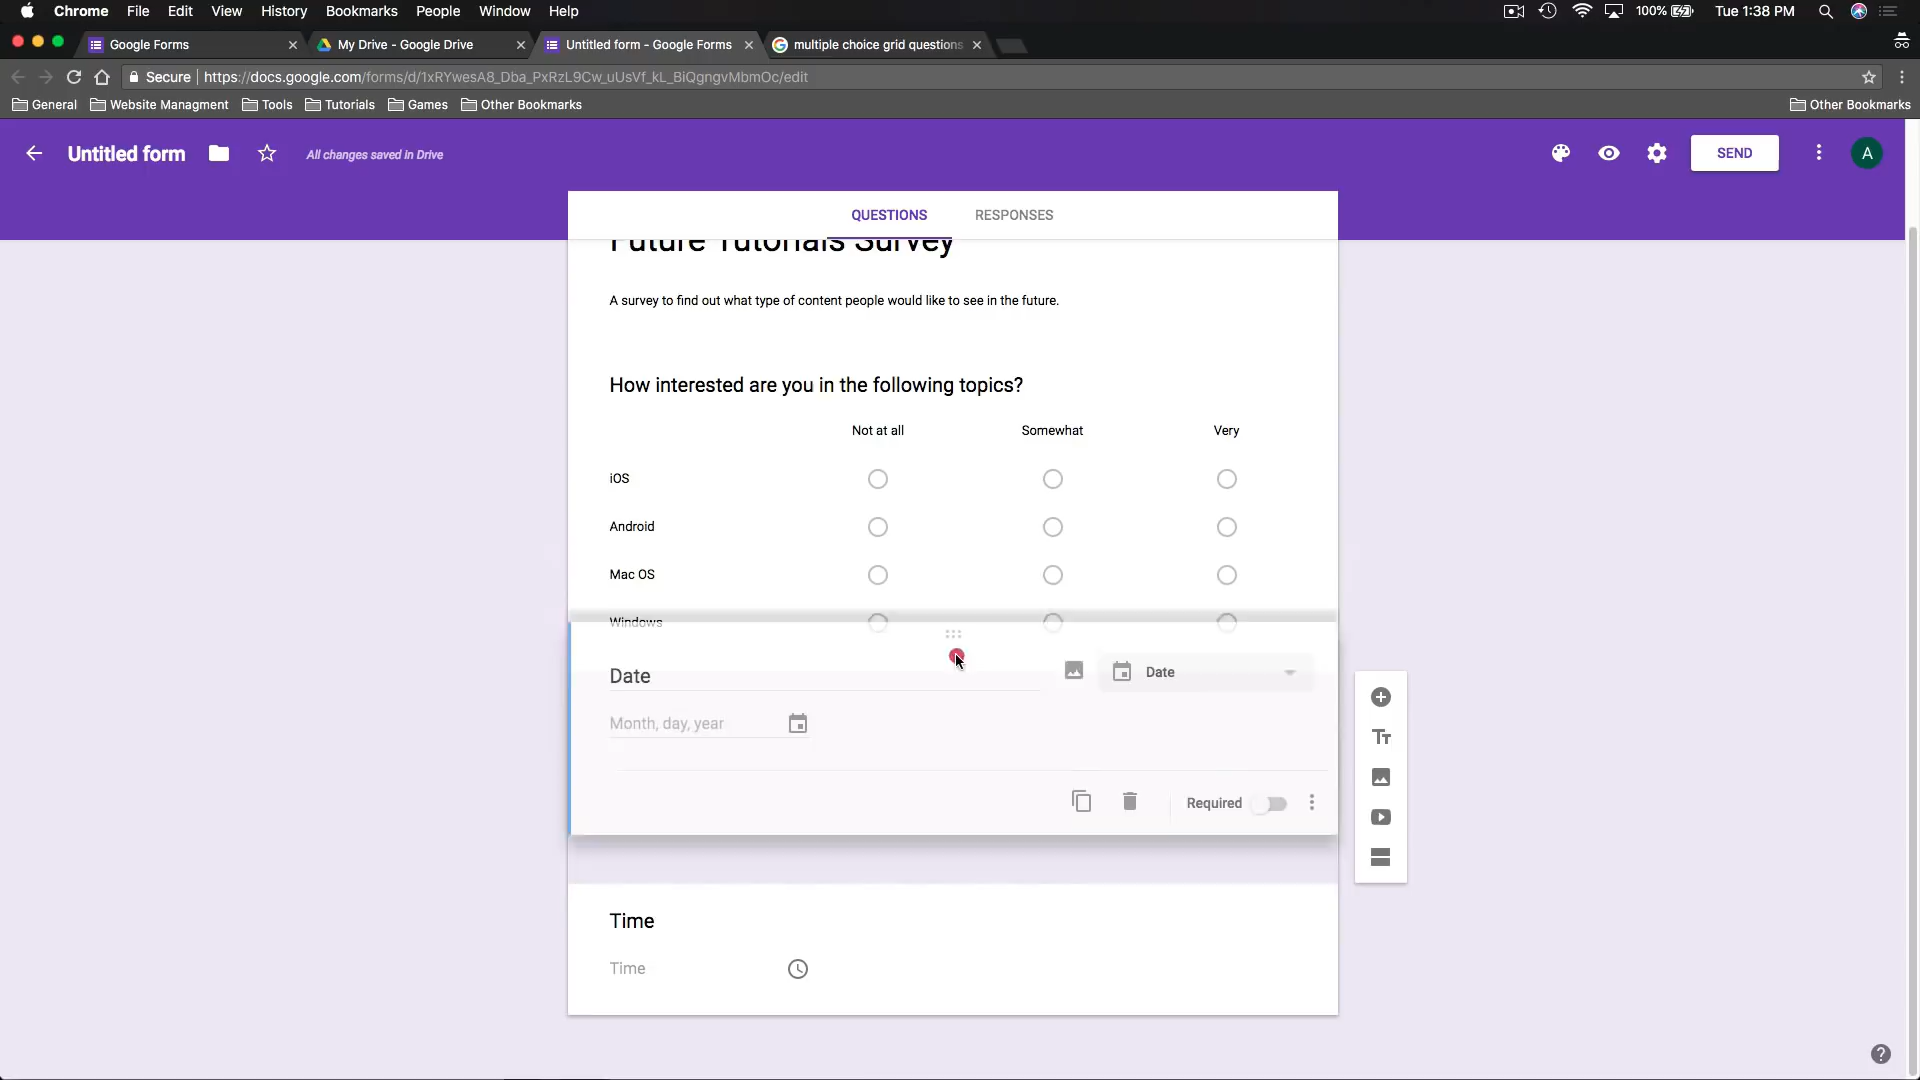 Chrome File Edit View History Bookmarks People Window Help 100% Tue 1:38 PM
Google Forms My Drive - Google Drive Untitled form - Google Forms multiple choice grid questions
Secure https://docs.google.com/forms/d/1xRYwesA8_Dba_PxRzL9Cw_uUsVf_kL_BiQgngvMbmOc/edit
General Website Managment Tools Tutorials Games Other Bookmarks Other Bookmarks
Untitled form All changes saved in Drive SEND A
QUESTIONS RESPONSES
Future Tutorials Survey
A survey to find out what type of content people would like to see in the future.
How interested are you in the following topics?
Not at all Somewhat Very
iOS
Android
Mac OS
Windows
Date Date
Month, day, year
Required
Time
Time